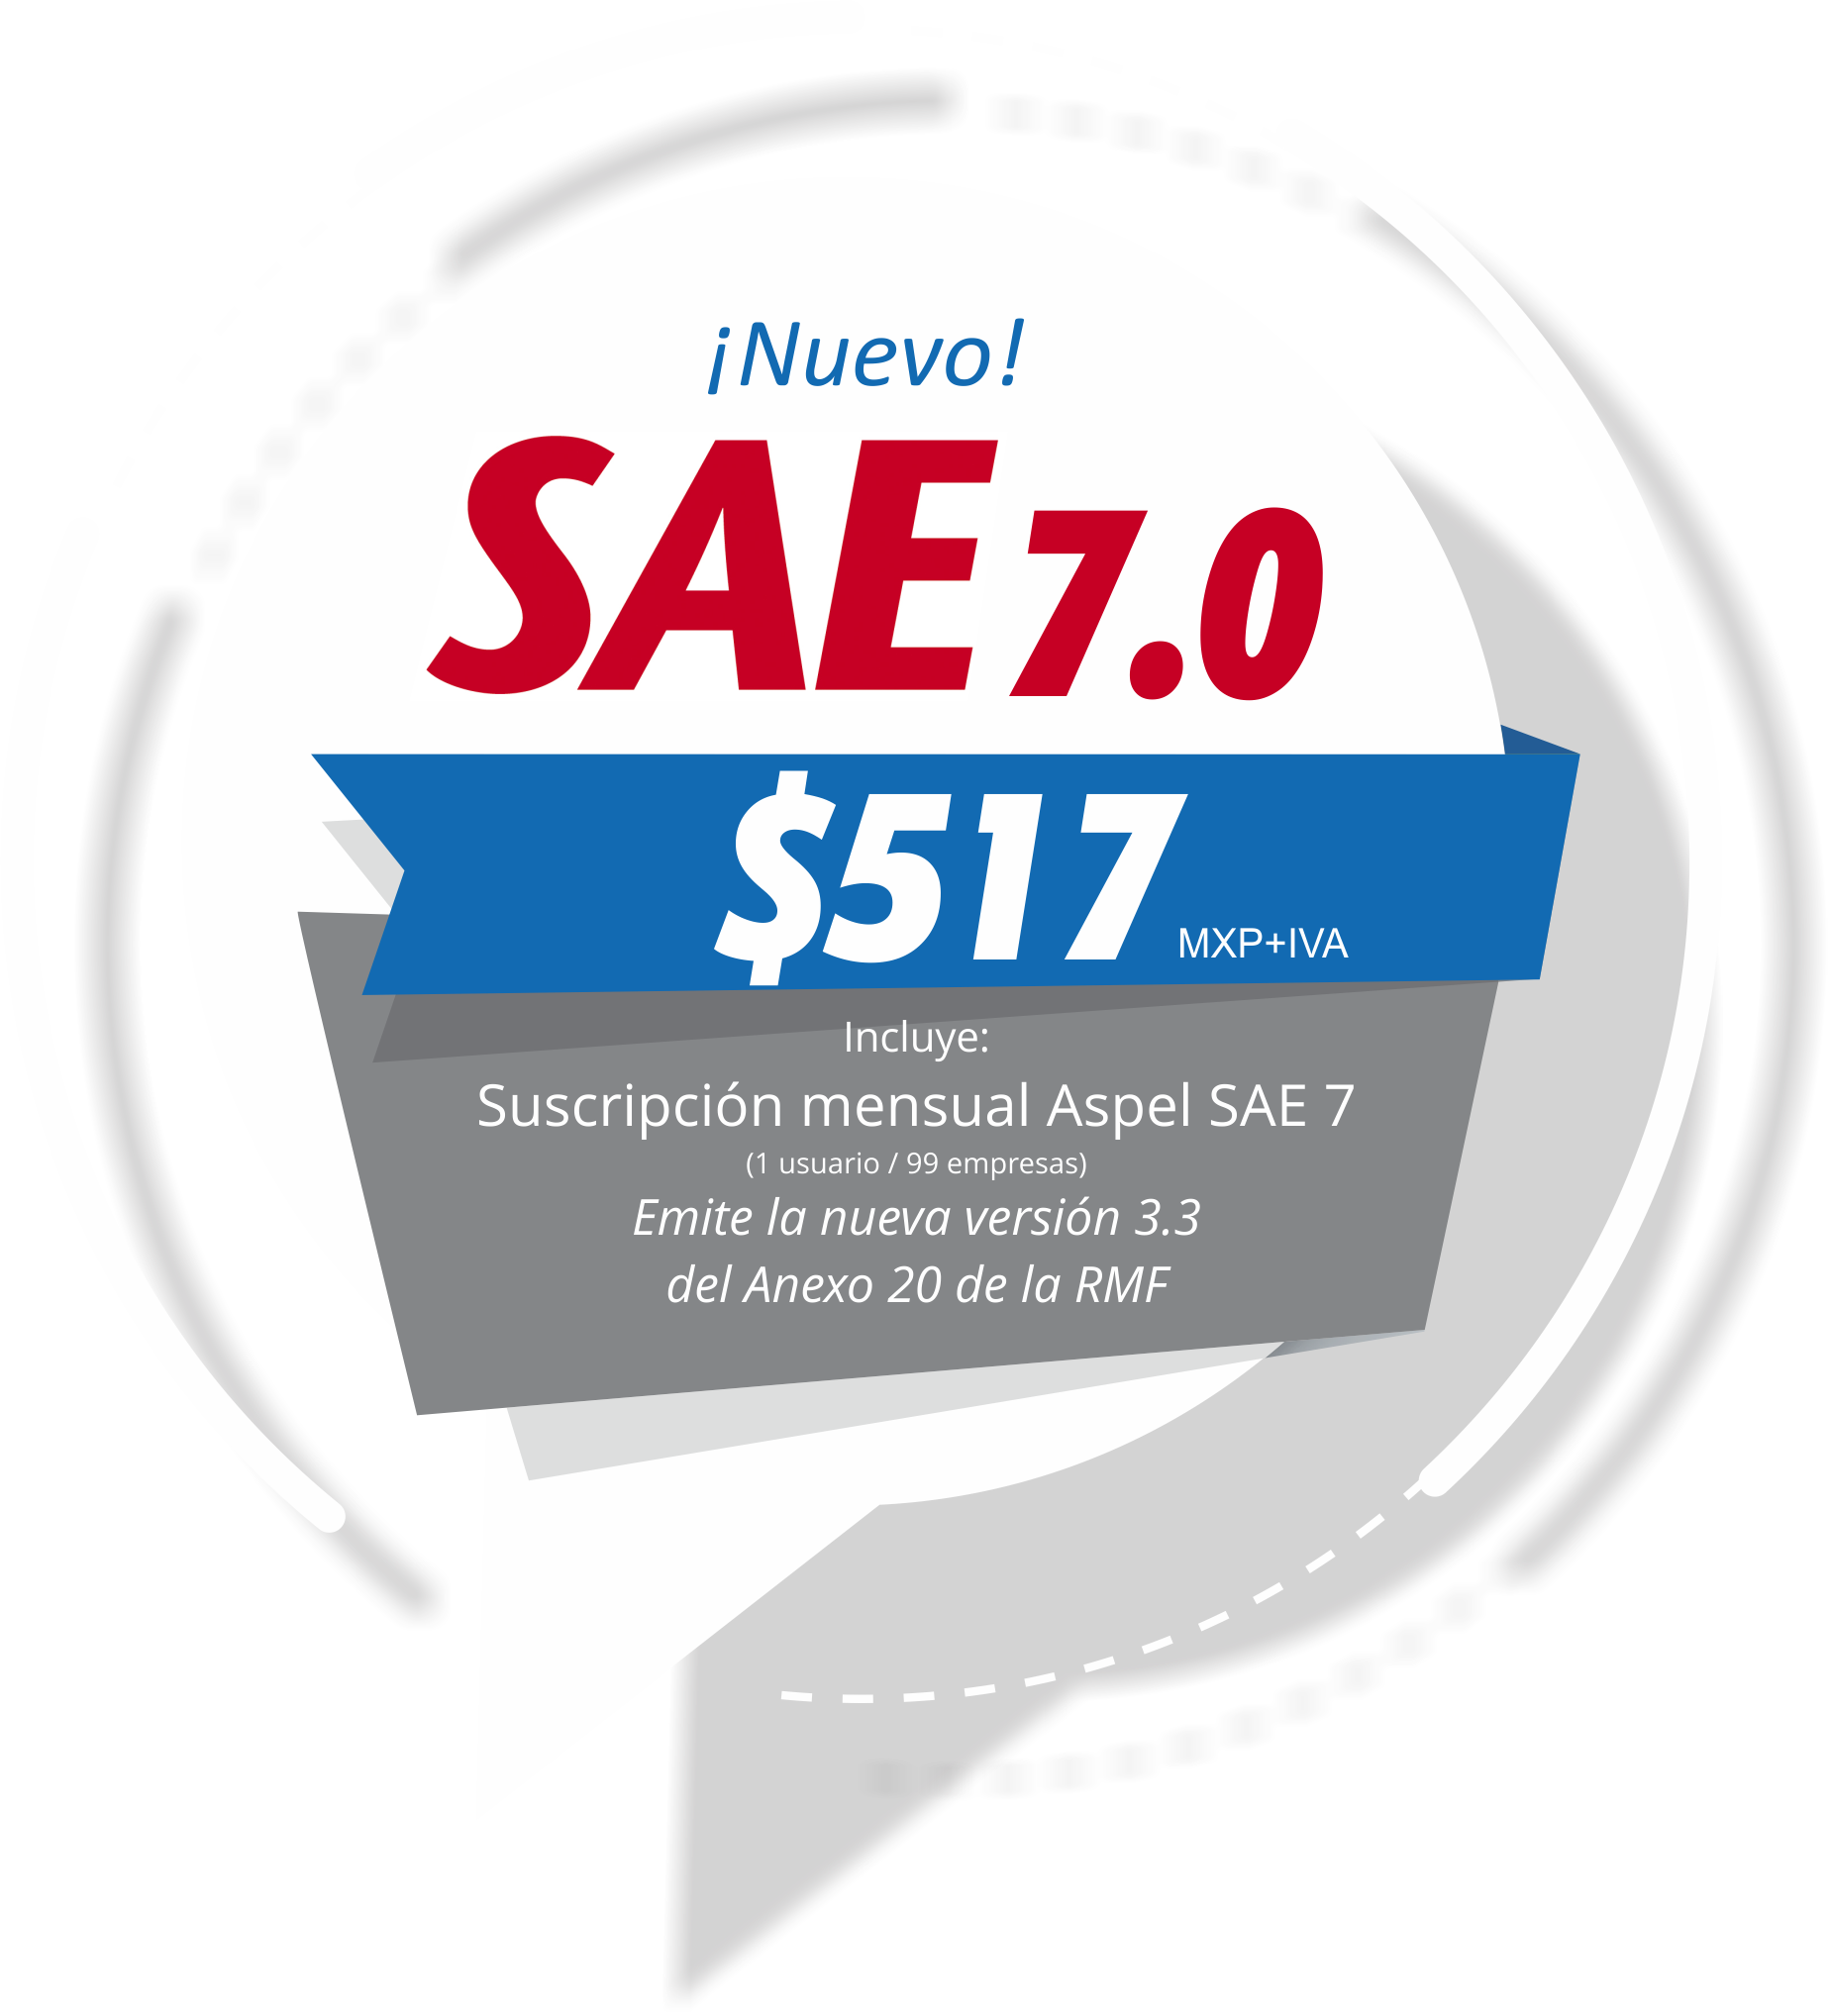 ¡Nuevo!
SAE 7.0
$517 MXP+IVA
Incluye:
Suscripción mensual Aspel SAE 7
(1 usuario / 99 empresas)
Emite la nueva versión 3.3
del Anexo 20 de la RMF